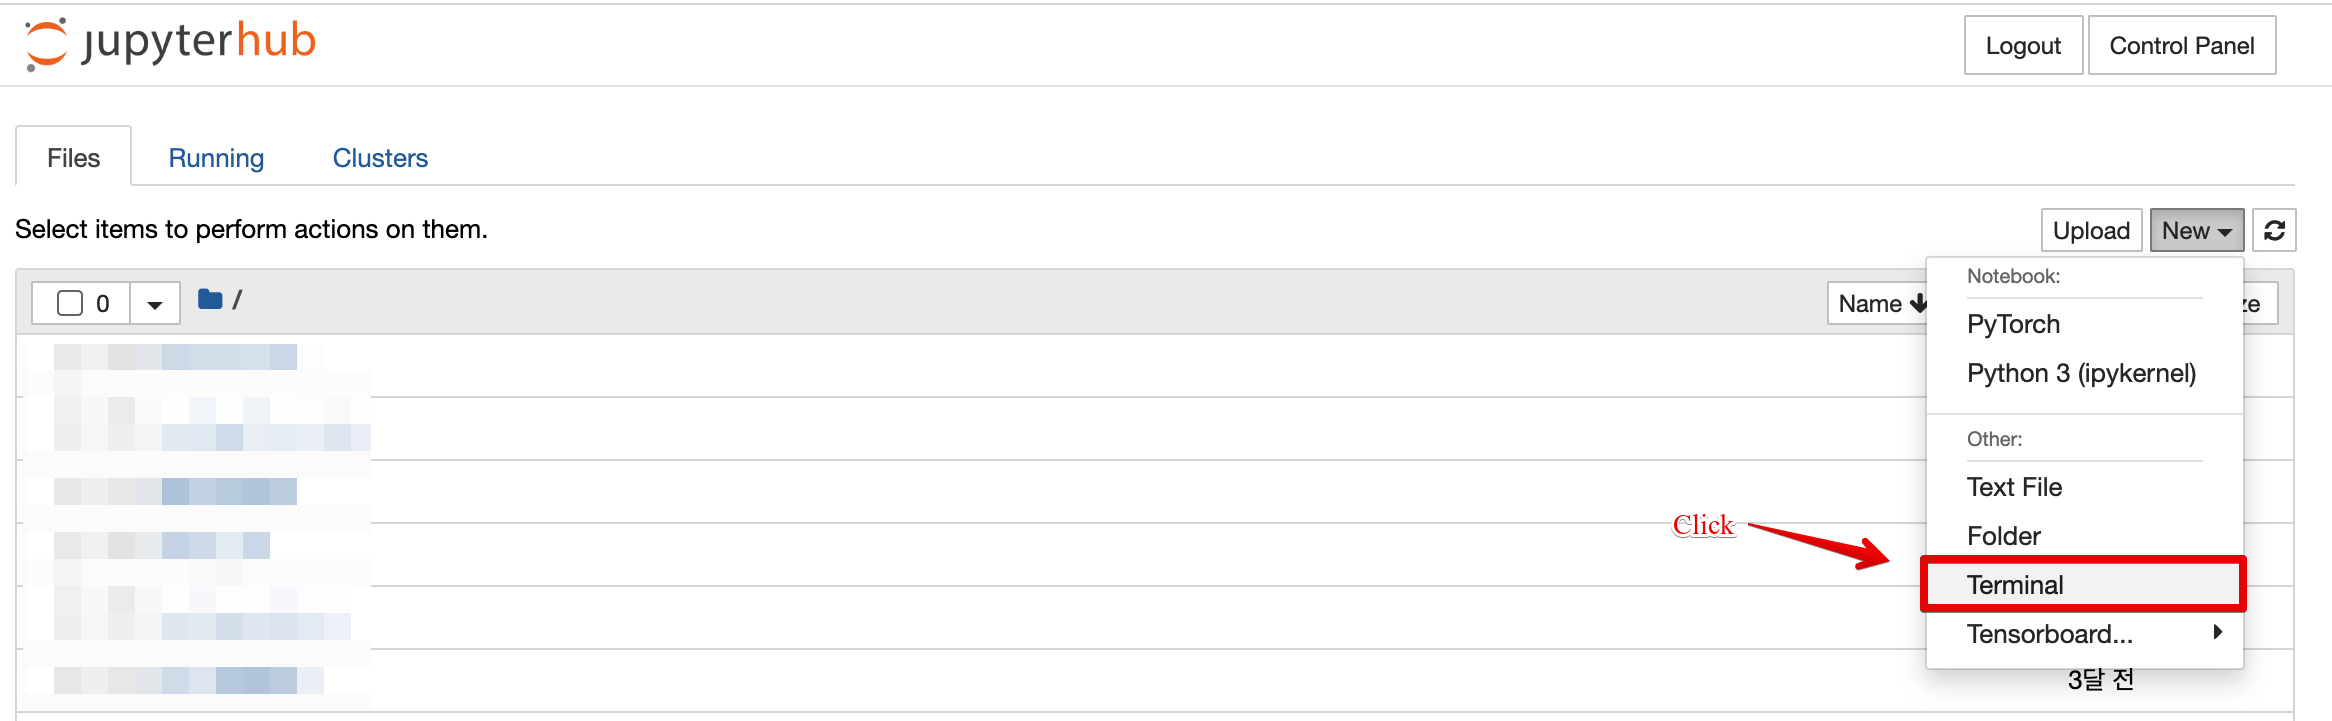 jupyterhub
Logout
Control Panel
Files
Running
Clusters
Select items to perform actions on them.
Upload
New
0
/
Name
ze
Notebook:
PyTorch
Python 3 (ipykernel)
Other:
Text File
Folder
Click
Terminal
Tensorboard...
3달 전